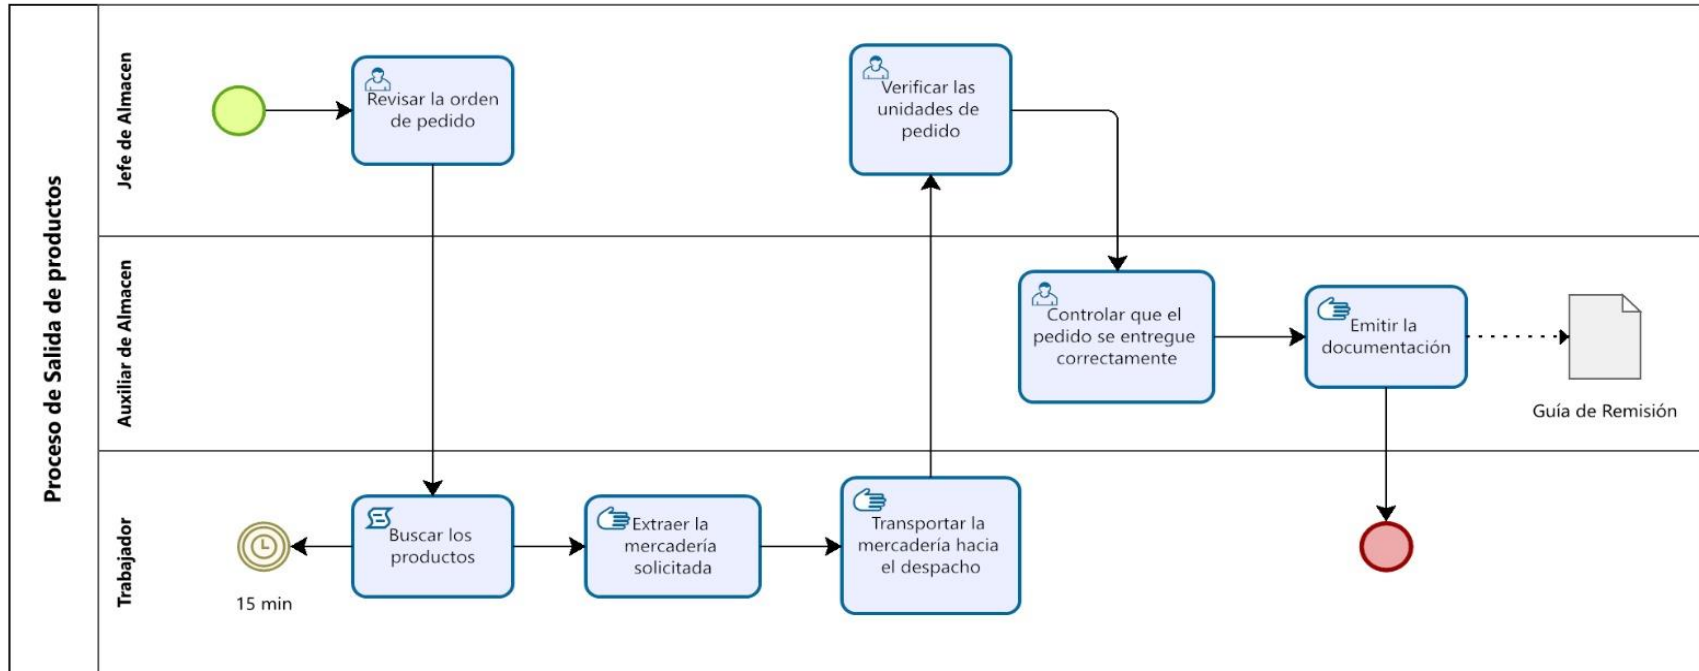 Proceso de Salida de productos
Jefe de Almacen
Revisar la orden
de pedido
Verificar las
unidades de
pedido
Auxiliar de Almacen
Controlar que el
pedido se entregue
correctamente
Emitir la
documentación
Guía de Remisión
Trabajador
15 min
Buscar los
productos
Extraer la
mercadería
solicitada
Transportar la
mercadería hacia
el despacho